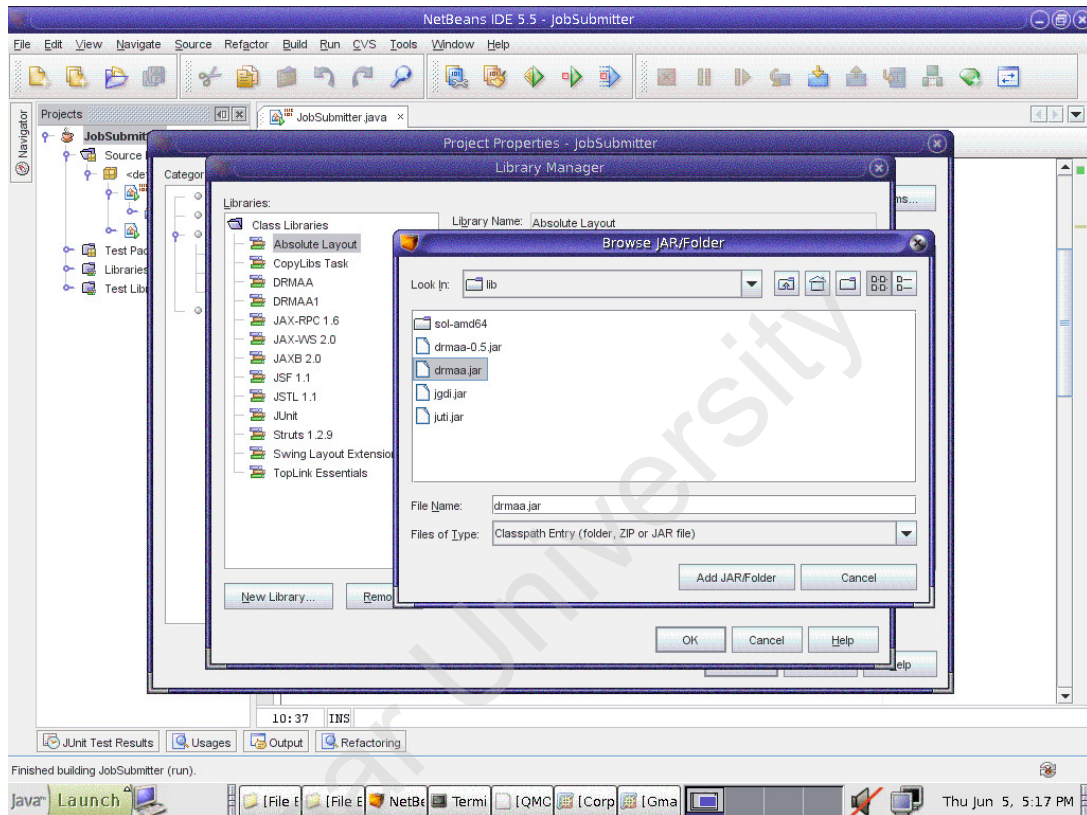 NetBeans IDE 5.5 - JobSubmitter
File Edit View Navigate Source Refactor Build Run CVS Tools Window Help
Navigator
Projects
JobSubmitter.java
JobSubmitt
Source
<de
Test Pac
Libraries
Test Libr
Project Properties - JobSubmitter
Categor
ms...
Library Manager
Libraries:
Class Libraries
Absolute Layout
CopyLibs Task
DRMAA
DRMAA1
JAX-RPC 1.6
JAX-WS 2.0
JAXB 2.0
JSF 1.1
JSTL 1.1
JUnit
Struts 1.2.9
Swing Layout Extension
TopLink Essentials
Library Name: Absolute Layout
Browse JAR/Folder
Look In: lib
sol-amd64
drmaa-0.5.jar
drmaa.jar
jgdi.jar
juti.jar
File Name: drmaa.jar
Files of Type: Classpath Entry (folder, ZIP or JAR file)
Add JAR/Folder Cancel
New Library... Remo
OK Cancel Help
elp
10:37 INS
JUnit Test Results Usages Output Refactoring
Finished building JobSubmitter (run).
Java Launch [File E [File E NetBe Termi [QMC [Corp [Gma Thu Jun 5, 5:17 PM
ar University